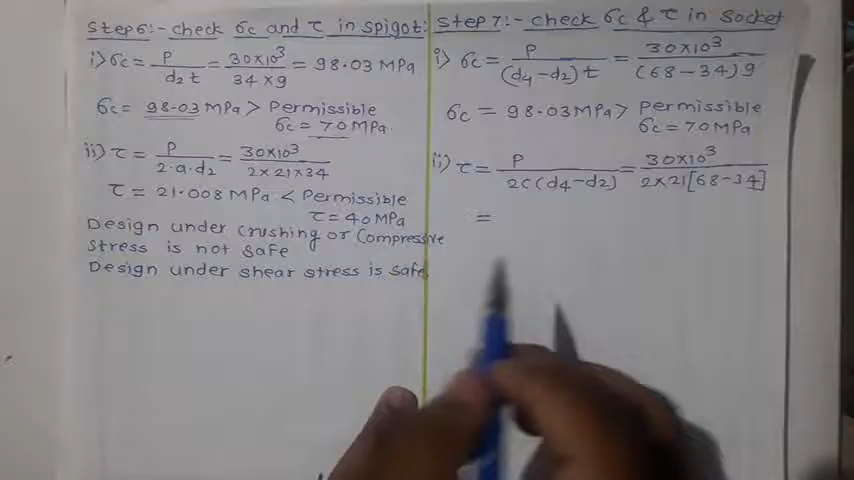 Step 6:- check σc and τ in spigot:
i) σc = P / d2 t = 30×10³ / 34×9 = 98.03 MPa
σc = 98.03 MPa > Permissible
σc = 70 MPa.
ii) τ = P / 2·a·d2 = 30×10³ / 2×21×34
τ = 21.008 MPa < Permissible
τ = 40 MPa
Design under crushing or Compressive
stress is not safe
Design under shear stress is safe
Step 7:- check σc & τ in socket
i) σc = P / (d4-d2)t = 30×10³ / (68-34)9
σc = 98.03 MPa > Permissible
σc = 70 MPa
ii) τ = P / 2c(d4-d2) = 30×10³ / 2×21[68-34]
=